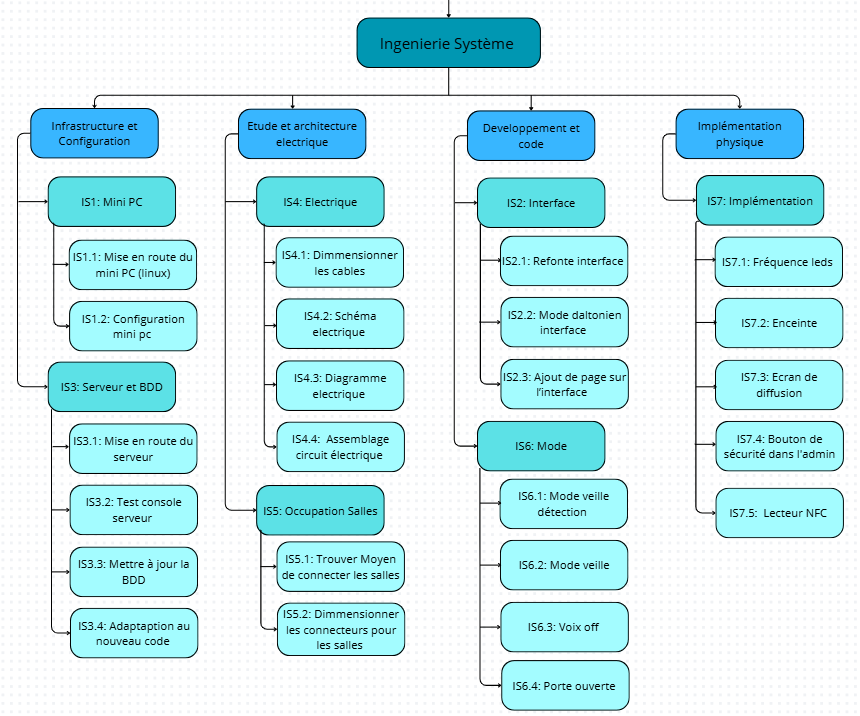 Ingenierie Système
Infrastructure et
Configuration
IS1: Mini PC
IS1.1: Mise en route du
mini PC (linux)
IS1.2: Configuration
mini pc
IS3: Serveur et BDD
IS3.1: Mise en route du
serveur
IS3.2: Test console
serveur
IS3.3: Mettre à jour la
BDD
IS3.4: Adaptaption au
nouveau code
Etude et architecture
electrique
IS4: Electrique
IS4.1: Dimmensionner
les cables
IS4.2: Schéma
electrique
IS4.3: Diagramme
electrique
IS4.4: Assemblage
circuit électrique
IS5: Occupation Salles
IS5.1: Trouver Moyen
de connecter les salles
IS5.2: Dimmensionner
les connecteurs pour
les salles
Developpement et
code
IS2: Interface
IS2.1: Refonte interface
IS2.2: Mode daltonien
interface
IS2.3: Ajout de page sur
l'interface
IS6: Mode
IS6.1: Mode veille
détection
IS6.2: Mode veille
IS6.3: Voix off
IS6.4: Porte ouverte
Implémentation
physique
IS7: Implémentation
IS7.1: Fréquence leds
IS7.2: Enceinte
IS7.3: Ecran de
diffusion
IS7.4: Bouton de
sécurité dans l'admin
IS7.5: Lecteur NFC